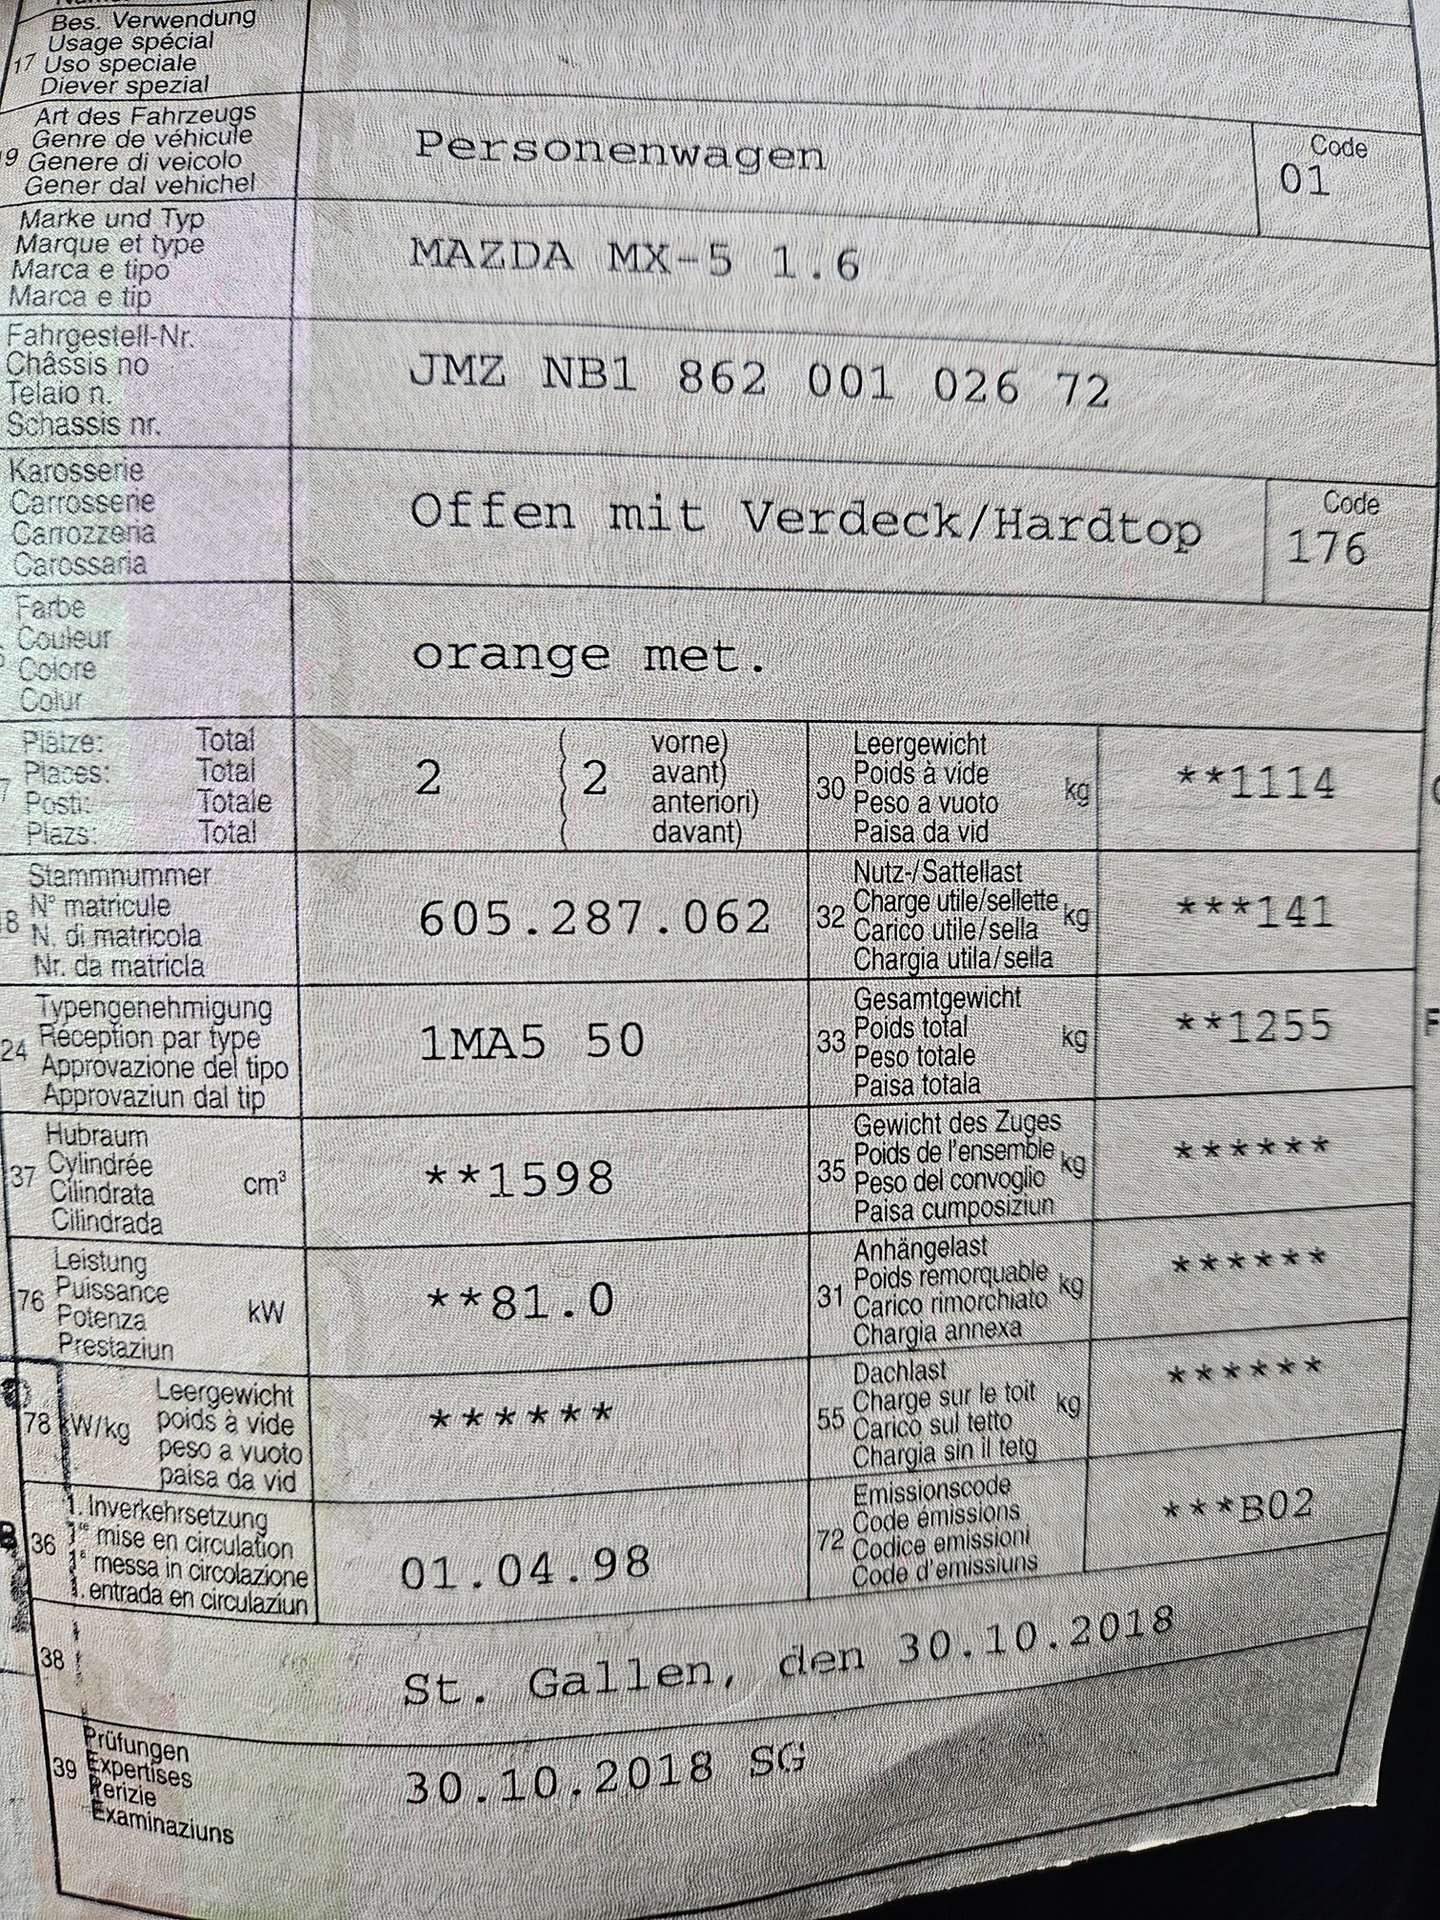 Bes. Verwendung
Usage spécial
17 Uso speciale
Diever spezial
Art des Fahrzeugs
Genre de véhicule
Genere di veicolo
Gener dal vehichel
Personenwagen
Code
01
Marke und Typ
Marque et type
Marca e tipo
Marca e tip
MAZDA MX-5 1.6
Fahrgestell-Nr.
Châssis no
Telaio n.
Schassis nr.
JMZ NB1 862 001 026 72
Karosserie
Carrosserie
Carrozzeria
Carossaria
Offen mit Verdeck/Hardtop
Code
176
Farbe
Couleur
Colore
Colur
orange met.
Plätze: Total
Places: Total
Posti: Totale
Plazs: Total
2
( 2 vorne)
avant)
anteriori)
davant)
30 Leergewicht
Poids à vide kg
Peso a vuoto
Paisa da vid
**1114
Stammnummer
N° matricule
N. di matricola
Nr. da matricla
605.287.062
32 Nutz-/Sattellast
Charge utile/sellette kg
Carico utile/sella
Chargia utila/sella
***141
24 Typengenehmigung
Réception par type
Approvazione del tipo
Approvaziun dal tip
1MA5 50
33 Gesamtgewicht
Poids total kg
Peso totale
Paisa totala
**1255
37 Hubraum
Cylindrée
Cilindrata cm³
Cilindrada
**1598
35 Gewicht des Zuges
Poids de l'ensemble kg
Peso del convoglio
Paisa cumposiziun
******
76 Leistung
Puissance
Potenza kW
Prestaziun
**81.0
31 Anhängelast
Poids remorquable kg
Carico rimorchiato
Chargia annexa
******
78 kW/kg Leergewicht
poids à vide
peso a vuoto
paisa da vid
******
55 Dachlast
Charge sur le toit kg
Carico sul tetto
Chargia sin il tetg
******
36 1. Inverkehrsetzung
1re mise en circulation
1a messa in circolazione
1. entrada en circulaziun
01.04.98
72 Emissionscode
Code émissions
Codice emissioni
Code d'emissiuns
***B02
38
St. Gallen, den 30.10.2018
39 Prüfungen
Expertises
Perizie
Examinaziuns
30.10.2018 SG